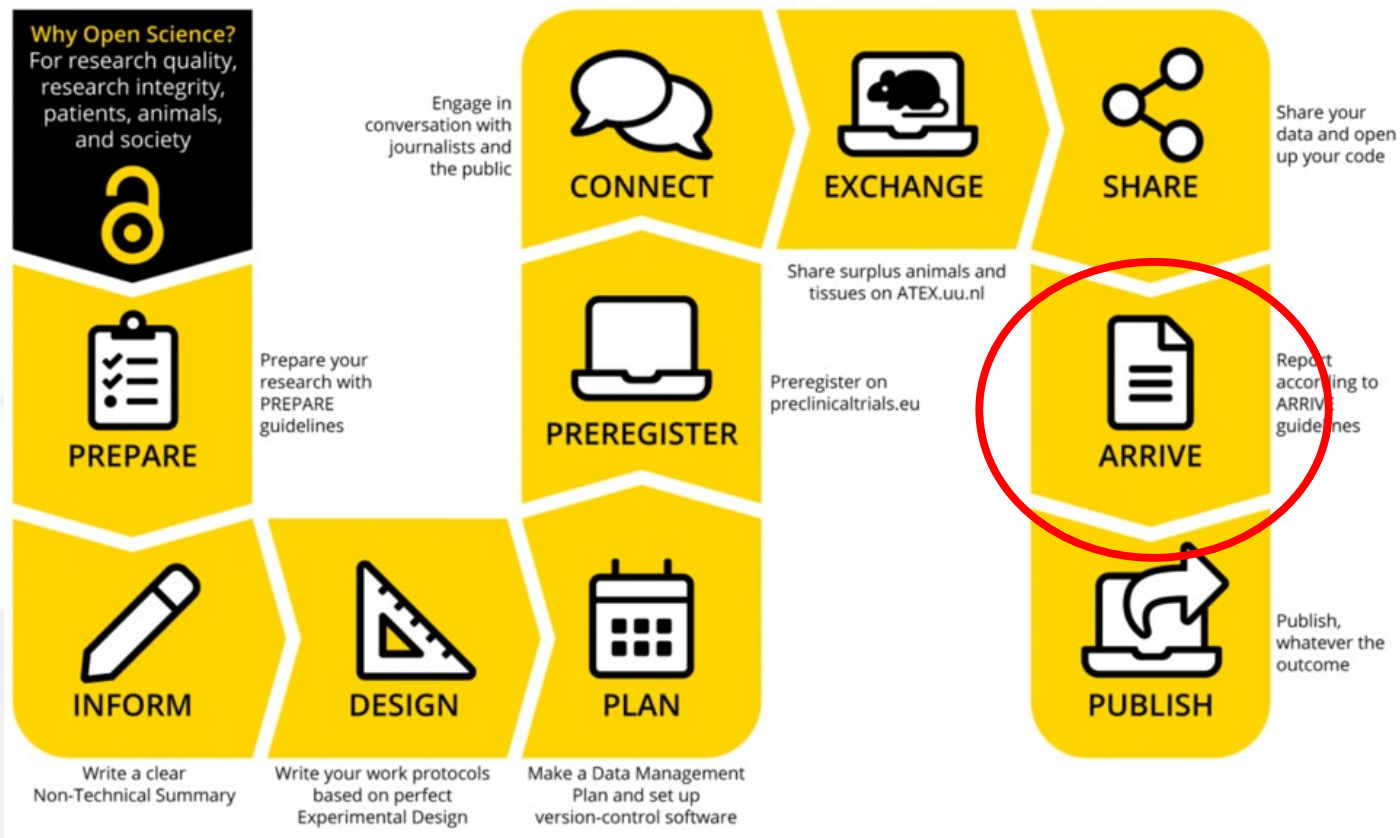 Why Open Science?
For research quality,
research integrity,
patients, animals,
and society
PREPARE
Prepare your
research with
PREPARE
guidelines
INFORM
Write a clear
Non-Technical Summary
DESIGN
Write your work protocols
based on perfect
Experimental Design
PLAN
Make a Data Management
Plan and set up
version-control software
PREREGISTER
Preregister on
preclinicaltrials.eu
Engage in
conversation with
journalists and
the public
CONNECT
EXCHANGE
Share surplus animals and
tissues on ATEX.uu.nl
SHARE
Share your
data and open
up your code
ARRIVE
Report
according to
ARRIVE
guidelines
PUBLISH
Publish,
whatever the
outcome